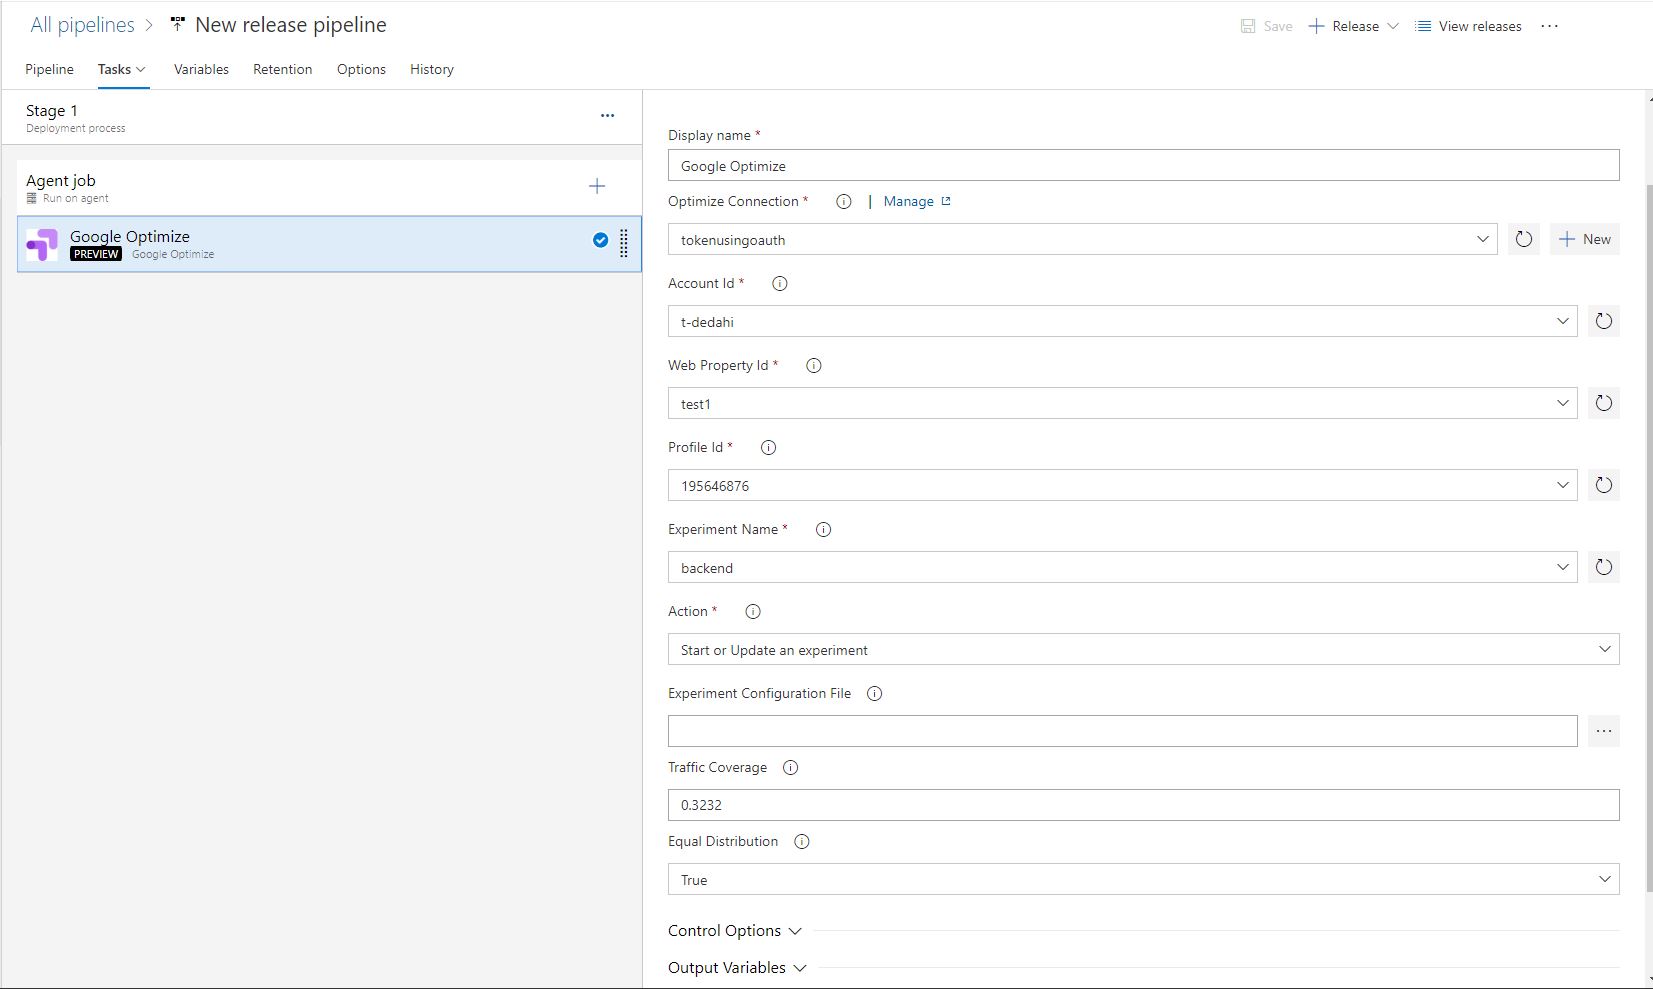 All pipelines > New release pipeline
Save + Release View releases ...
Pipeline Tasks Variables Retention Options History
Stage 1
Deployment process
...
Agent job
Run on agent
Google Optimize
PREVIEW Google Optimize
Display name *
Google Optimize
Optimize Connection * | Manage
tokenusingoauth
+ New
Account Id *
t-dedahi
Web Property Id *
test1
Profile Id *
195646876
Experiment Name *
backend
Action *
Start or Update an experiment
Experiment Configuration File
...
Traffic Coverage
0.3232
Equal Distribution
True
Control Options
Output Variables